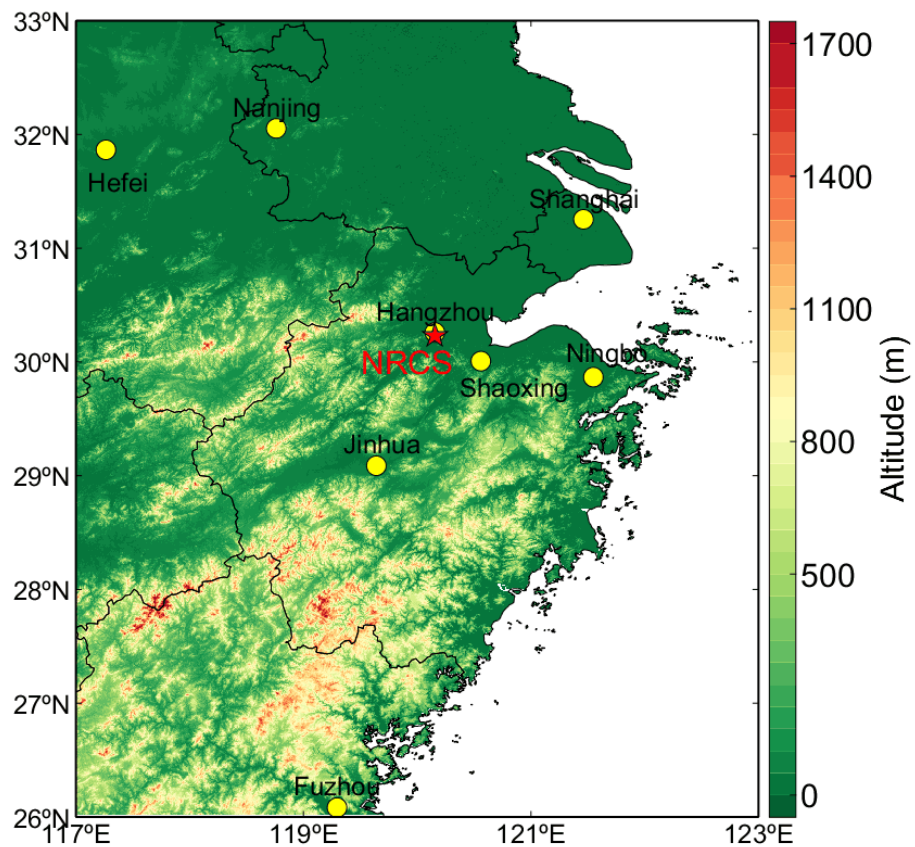 33°N
32°N
31°N
30°N
29°N
28°N
27°N
26°N
117°E
119°E
121°E
123°E
Nanjing
Hefei
Shanghai
Hangzhou
NRCS
Ningbo
Shaoxing
Jinhua
Fuzhou
1700
1400
1100
800
500
0
Altitude (m)